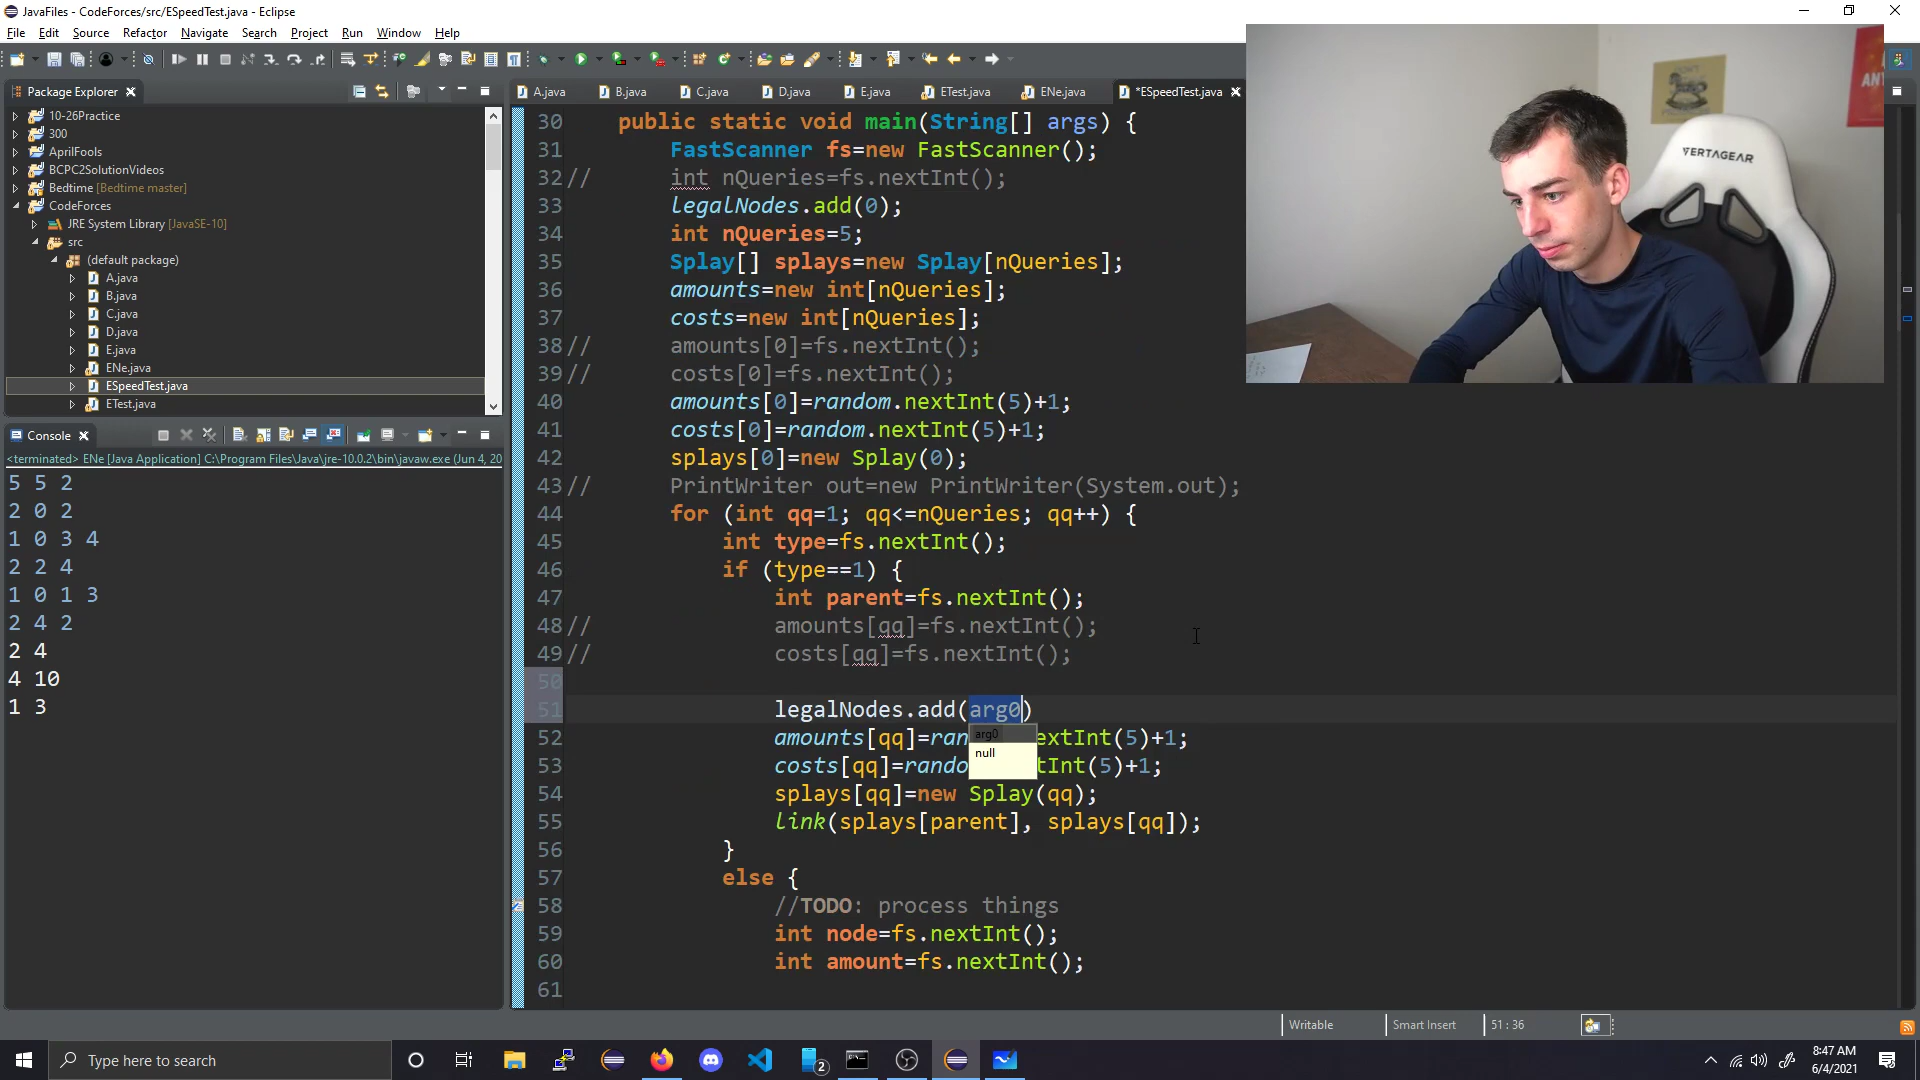 JavaFiles - CodeForces/src/ESpeedTest.java - Eclipse
File Edit Source Refactor Navigate Search Project Run Window Help
Package Explorer
10-26Practice
300
AprilFools
BCPC2SolutionVideos
Bedtime [Bedtime master]
CodeForces
JRE System Library [JavaSE-10]
src
(default package)
A.java
B.java
C.java
D.java
E.java
ENe.java
ESpeedTest.java
ETest.java
Console
<terminated> ENe [Java Application] C:\Program Files\Java\jre-10.0.2\bin\javaw.exe (Jun 4, 20
5 5 2
2 0 2
1 0 3 4
2 2 4
1 0 1 3
2 4 2
2 4
4 10
1 3
A.java B.java C.java D.java E.java ETest.java ENe.java *ESpeedTest.java
30 public static void main(String[] args) {
31 FastScanner fs=new FastScanner();
32// int nQueries=fs.nextInt();
33 legalNodes.add(0);
34 int nQueries=5;
35 Splay[] splays=new Splay[nQueries];
36 amounts=new int[nQueries];
37 costs=new int[nQueries];
38// amounts[0]=fs.nextInt();
39// costs[0]=fs.nextInt();
40 amounts[0]=random.nextInt(5)+1;
41 costs[0]=random.nextInt(5)+1;
42 splays[0]=new Splay(0);
43// PrintWriter out=new PrintWriter(System.out);
44 for (int qq=1; qq<=nQueries; qq++) {
45 int type=fs.nextInt();
46 if (type==1) {
47 int parent=fs.nextInt();
48// amounts[qq]=fs.nextInt();
49// costs[qq]=fs.nextInt();
50
51 legalNodes.add(arg0)
arg0
null
52 amounts[qq]=ran extInt(5)+1;
53 costs[qq]=rando tInt(5)+1;
54 splays[qq]=new Splay(qq);
55 link(splays[parent], splays[qq]);
56 }
57 else {
58 //TODO: process things
59 int node=fs.nextInt();
60 int amount=fs.nextInt();
61
VERTAGEAR
Writable Smart Insert 51 : 36
Type here to search
2
8:47 AM
6/4/2021